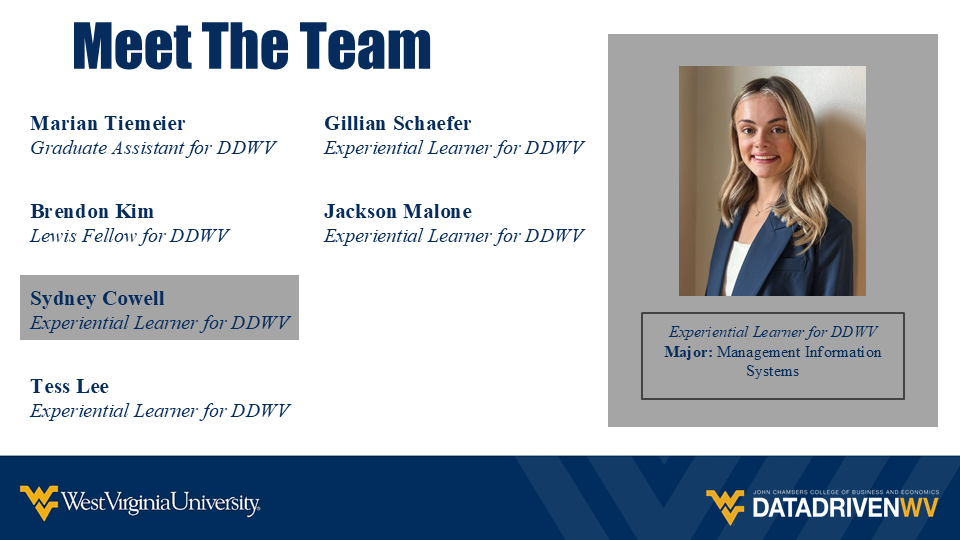 Meet The Team
Marian Tiemeier
Graduate Assistant for DDWV
Brendon Kim
Lewis Fellow for DDWV
Sydney Cowell
Experiential Learner for DDWV
Tess Lee
Experiential Learner for DDWV
Gillian Schaefer
Experiential Learner for DDWV
Jackson Malone
Experiential Learner for DDWV
Experiential Learner for DDWV
Major: Management Information
Systems
WestVirginiaUniversity.
JOHN CHAMBERS COLLEGE OF BUSINESS AND ECONOMICS
DATADRIVENWV